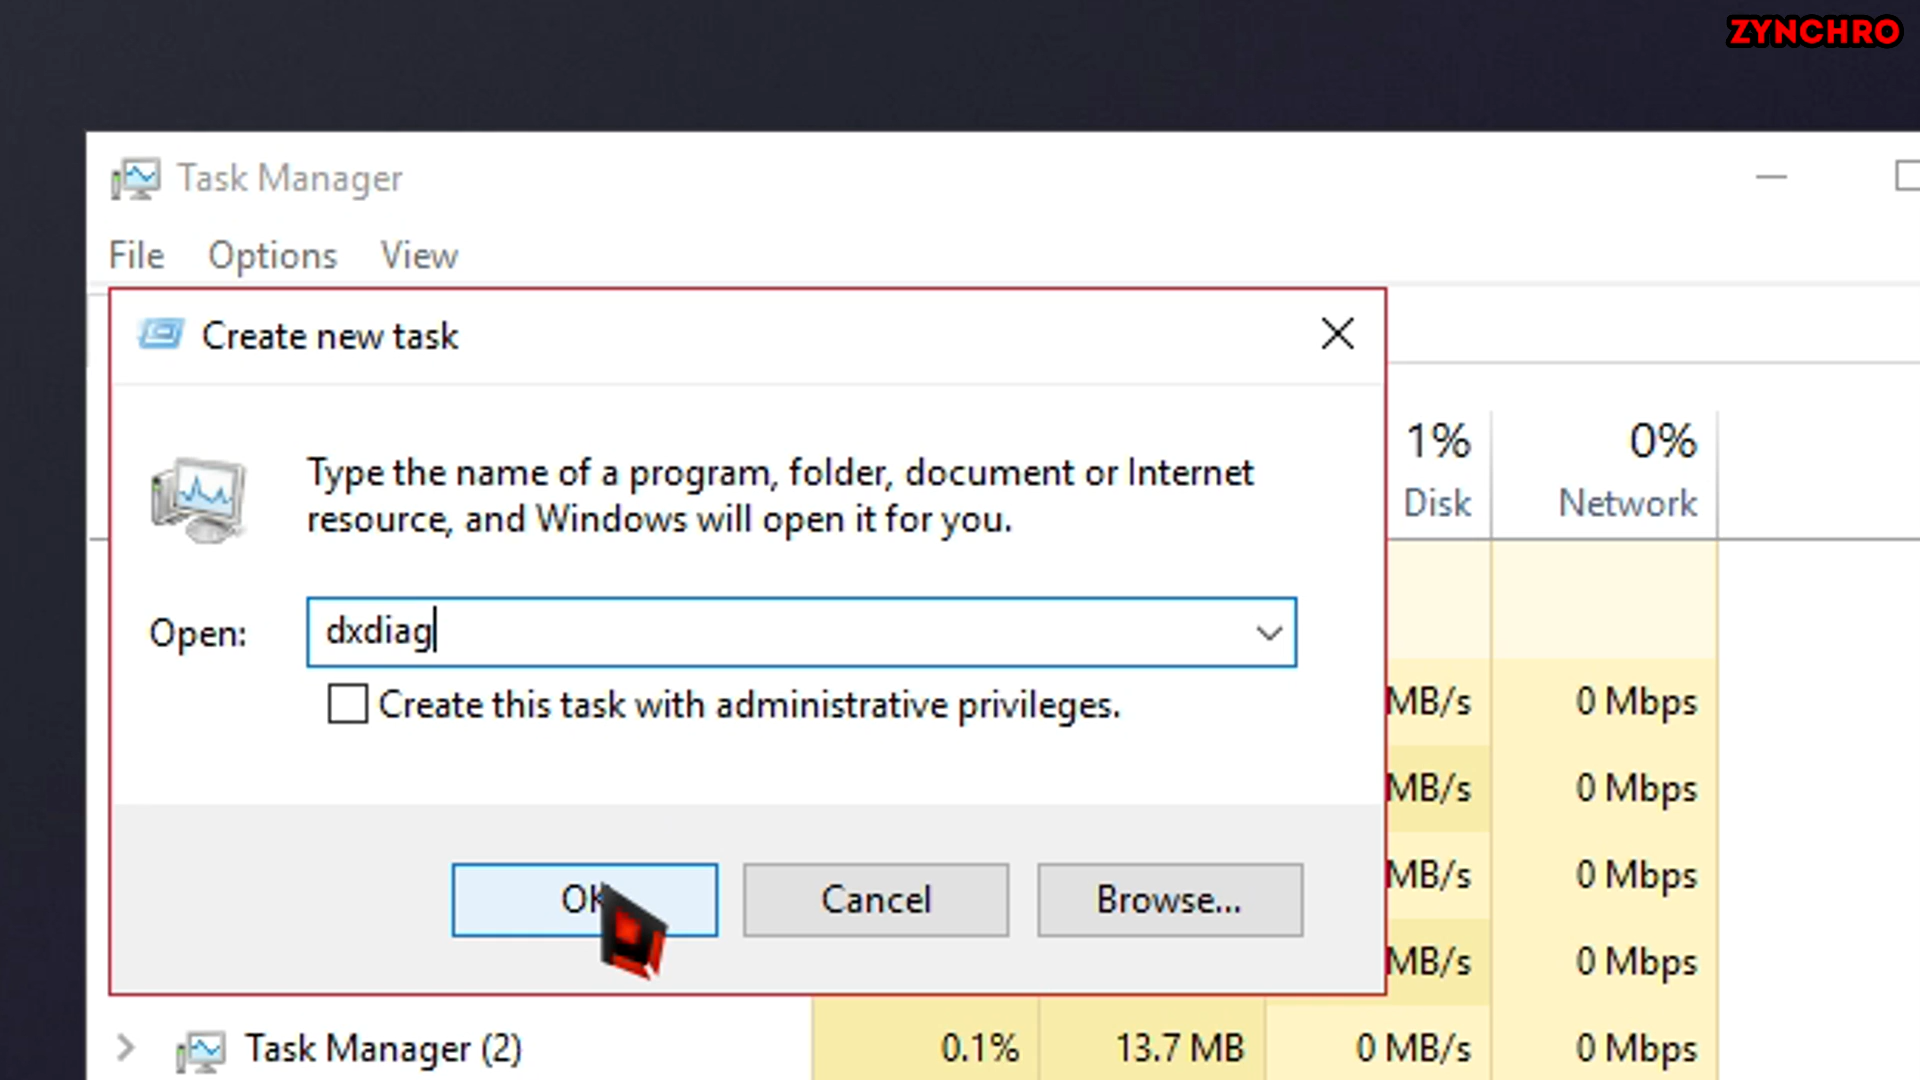 ZYNCHRO
Task Manager
File Options View
Create new task
Type the name of a program, folder, document or Internet
resource, and Windows will open it for you.
Open: dxdiag
Create this task with administrative privileges.
OK Cancel Browse...
1% 0%
Disk Network
MB/s 0 Mbps
MB/s 0 Mbps
MB/s 0 Mbps
MB/s 0 Mbps
Task Manager (2) 0.1% 13.7 MB 0 MB/s 0 Mbps